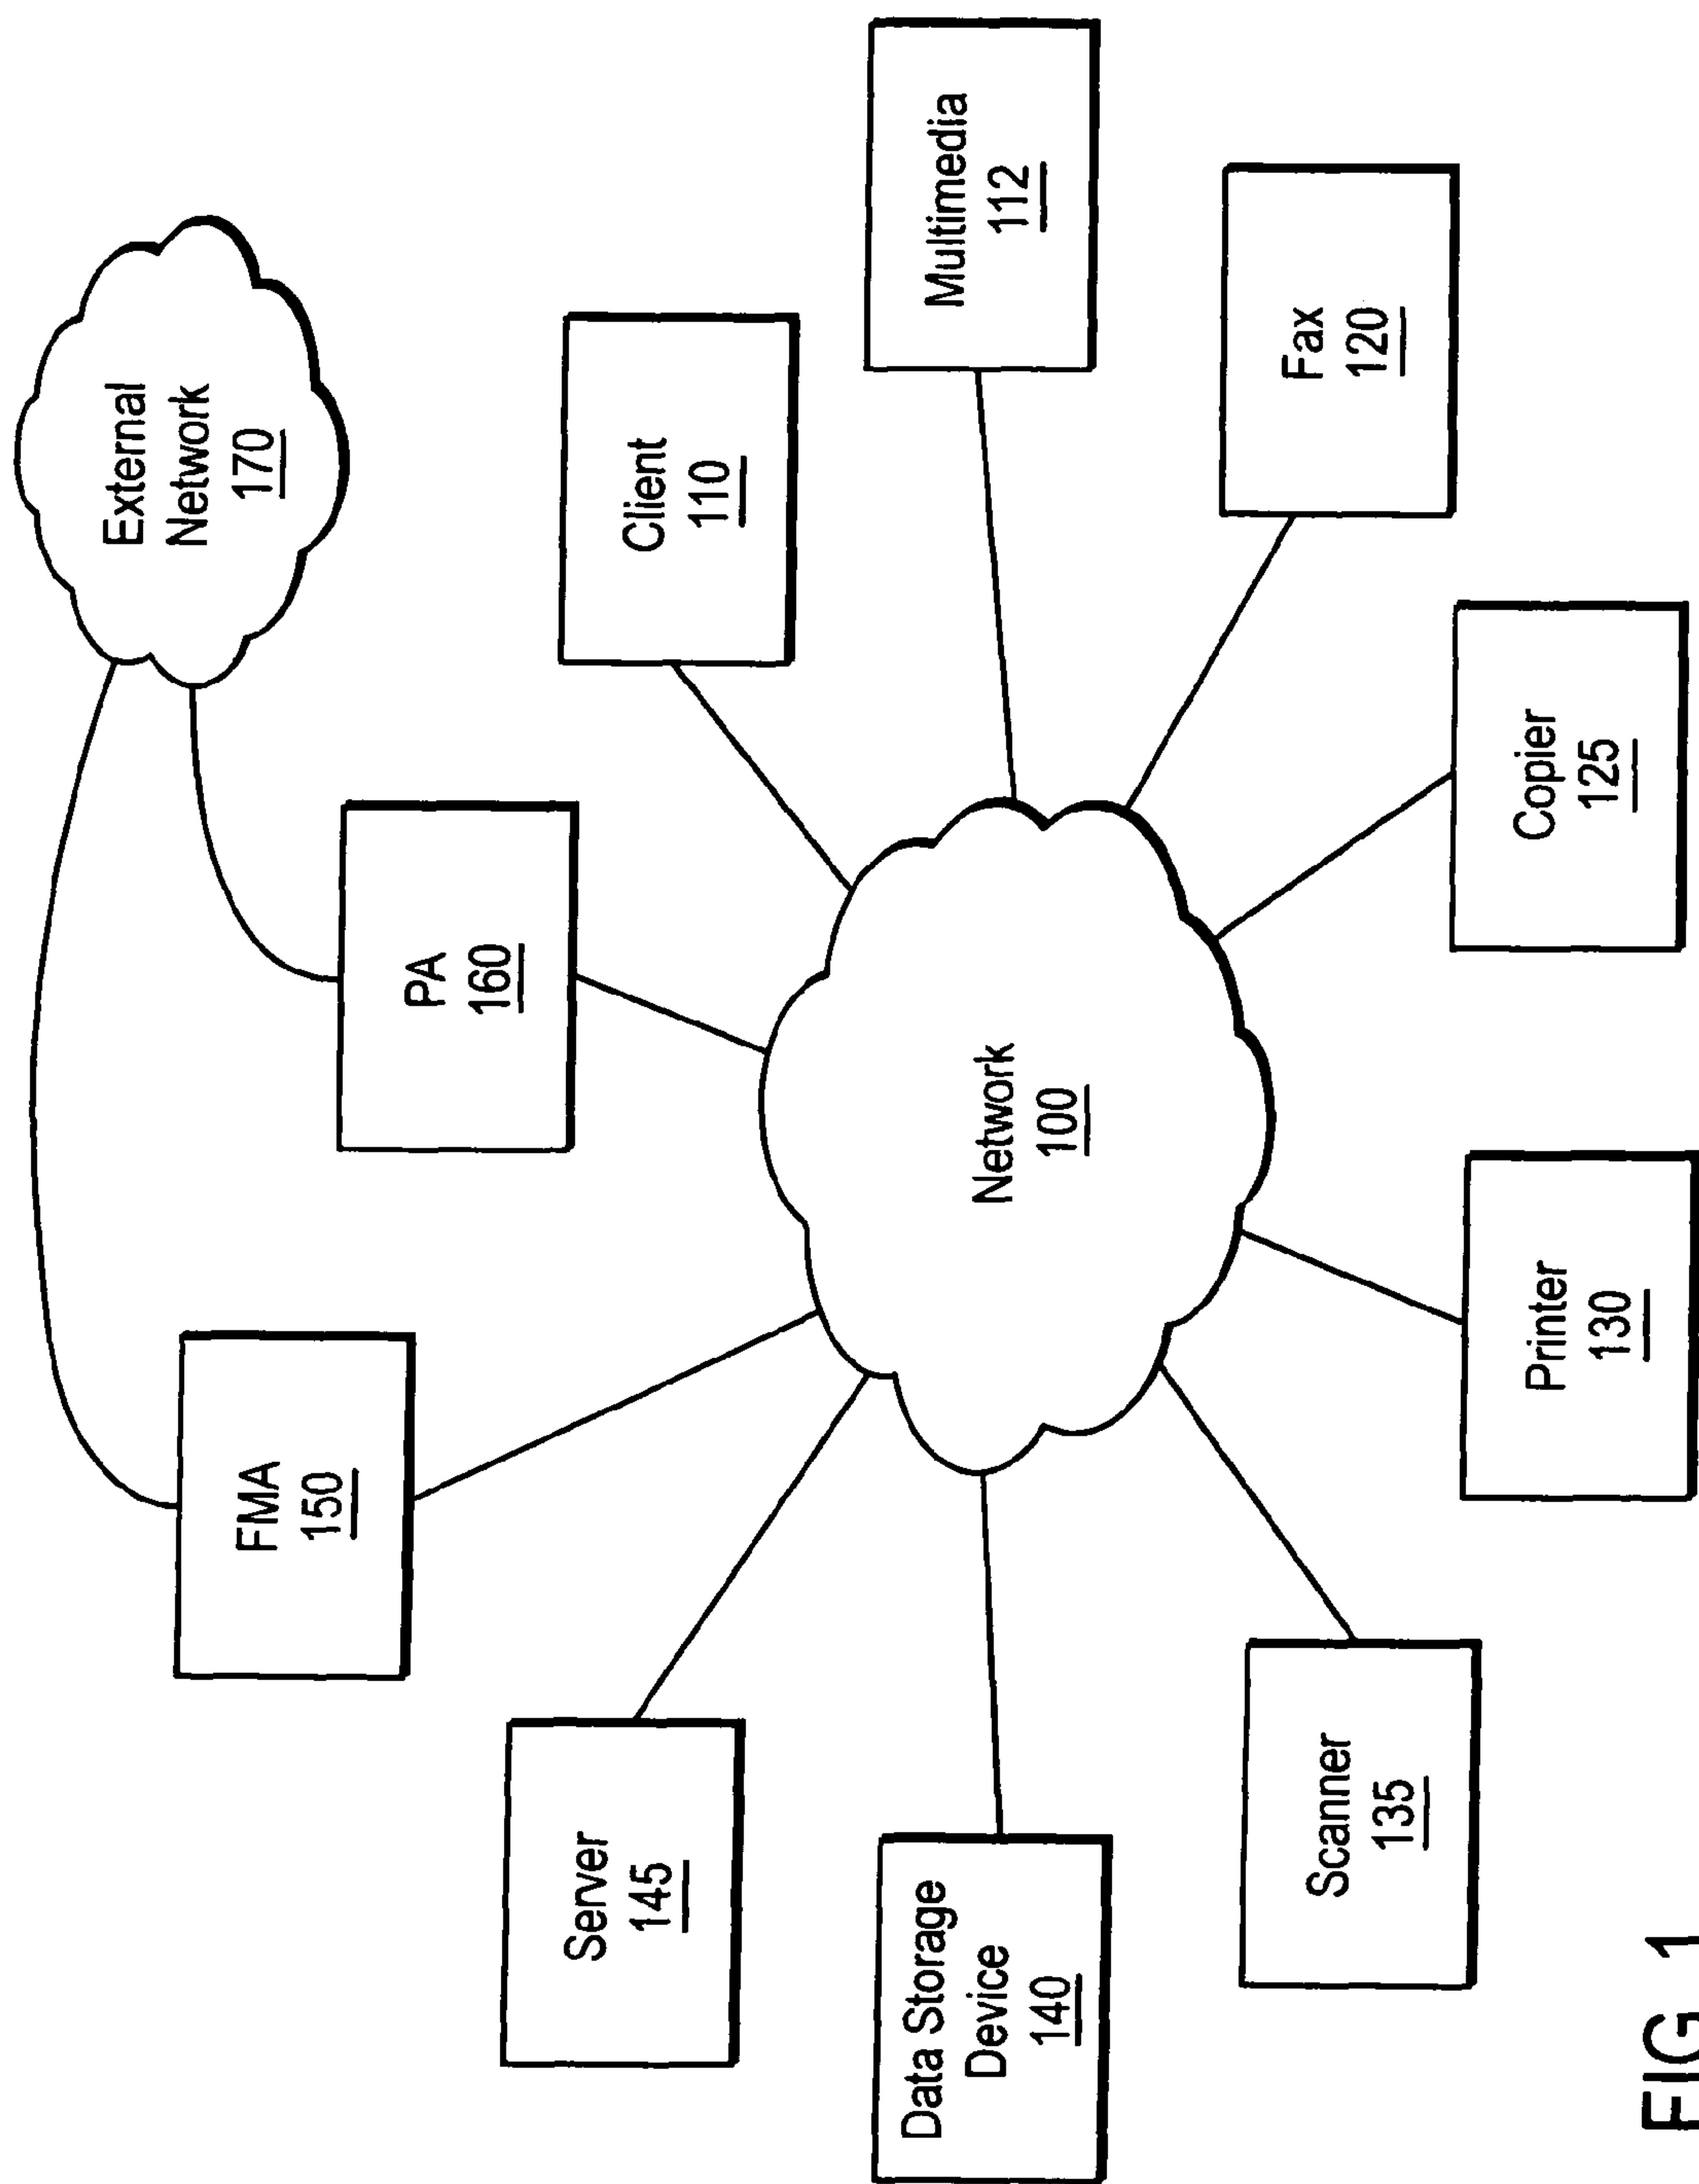 External
Network
170
FMA
150
PA
160
Server
145
Client
110
Data Storage
Device
140
Network
100
Multimedia
112
Scanner
135
Fax
120
Printer
130
Copier
125
FIG. 1